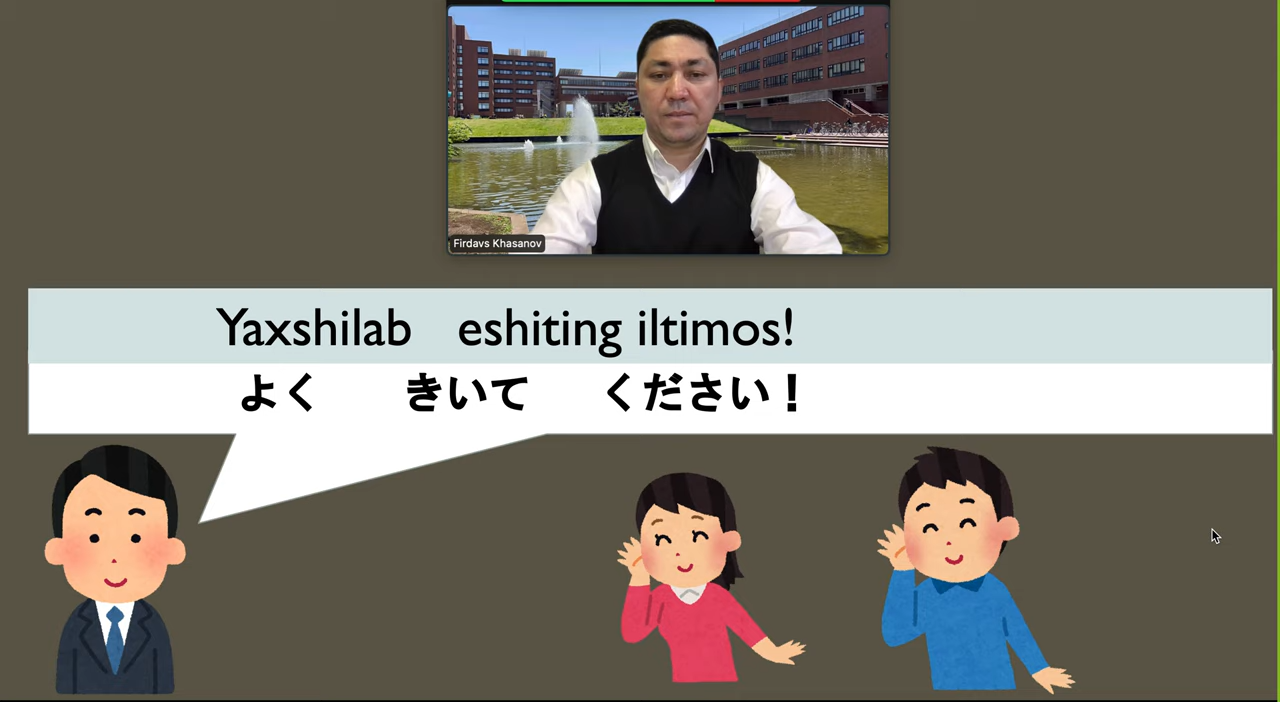 Firdavs Khasanov
Yaxshilab eshiting iltimos!
よく きいて ください！